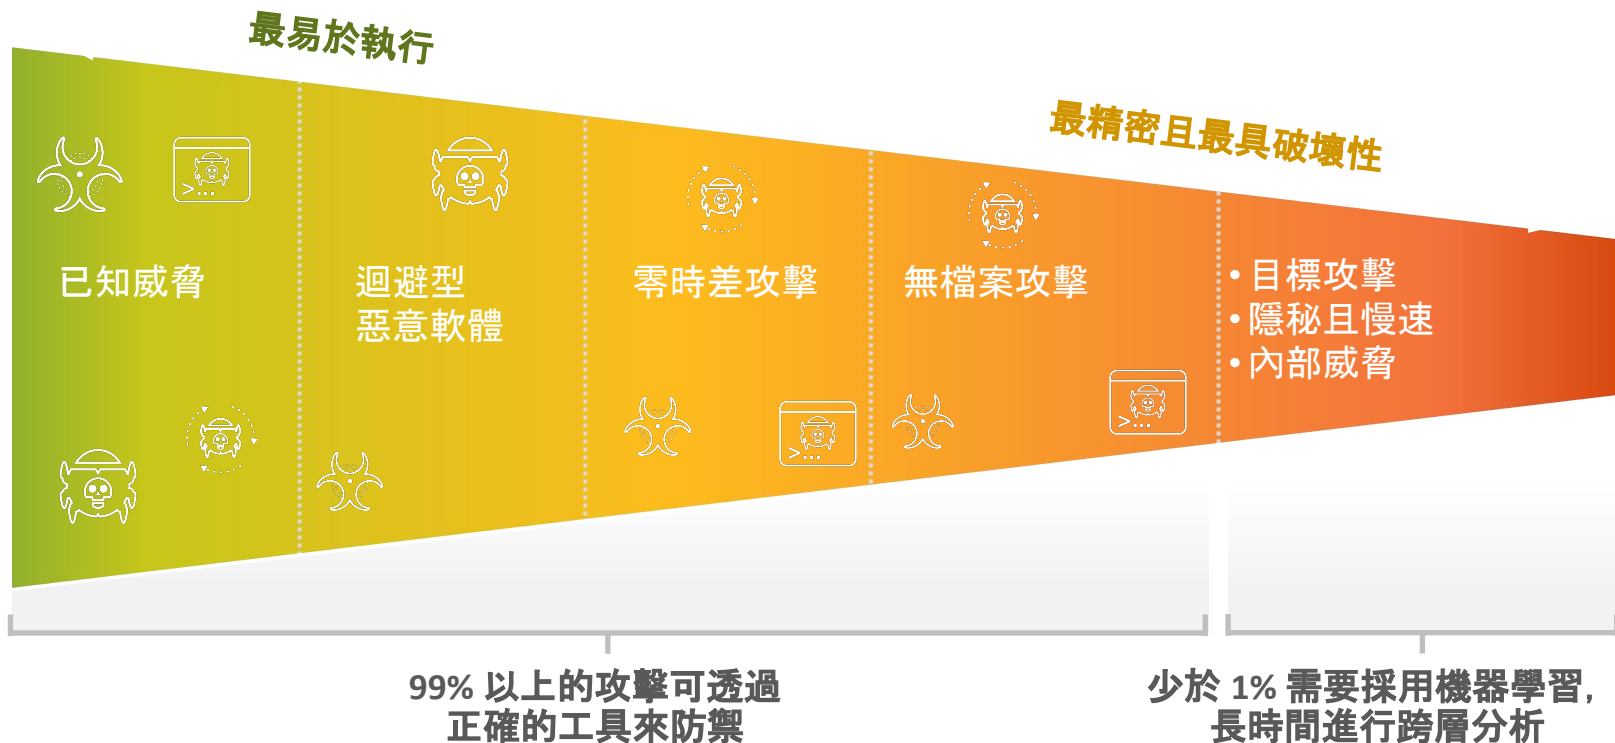 最易於執行
最精密且最具破壞性
已知威脅
迴避型
惡意軟體
零時差攻擊
無檔案攻擊
• 目標攻擊
• 隱秘且慢速
• 內部威脅
>...
>...
>...
99% 以上的攻擊可透過
正確的工具來防禦
少於 1% 需要採用機器學習,
長時間進行跨層分析